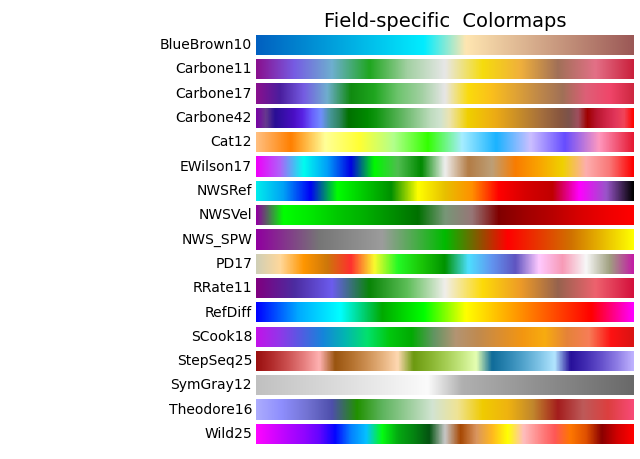 Field-specific  Colormaps
BlueBrown10
Carbone11
Carbone17
Carbone42
Cat12
EWilson17
NWSRef
NWSVel
NWS_SPW
PD17
RRate11
RefDiff
SCook18
StepSeq25
SymGray12
Theodore16
Wild25